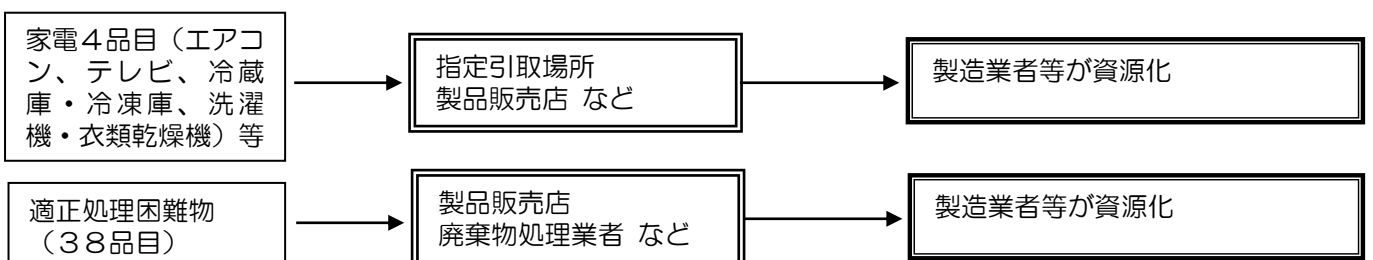 家電４品目（エアコ
ン、テレビ、冷蔵
庫・冷凍庫、洗濯
機・衣類乾燥機）等
指定引取場所
製品販売店 など
製造業者等が資源化
適正処理困難物
（３８品目）
製品販売店
廃棄物処理業者 など
製造業者等が資源化